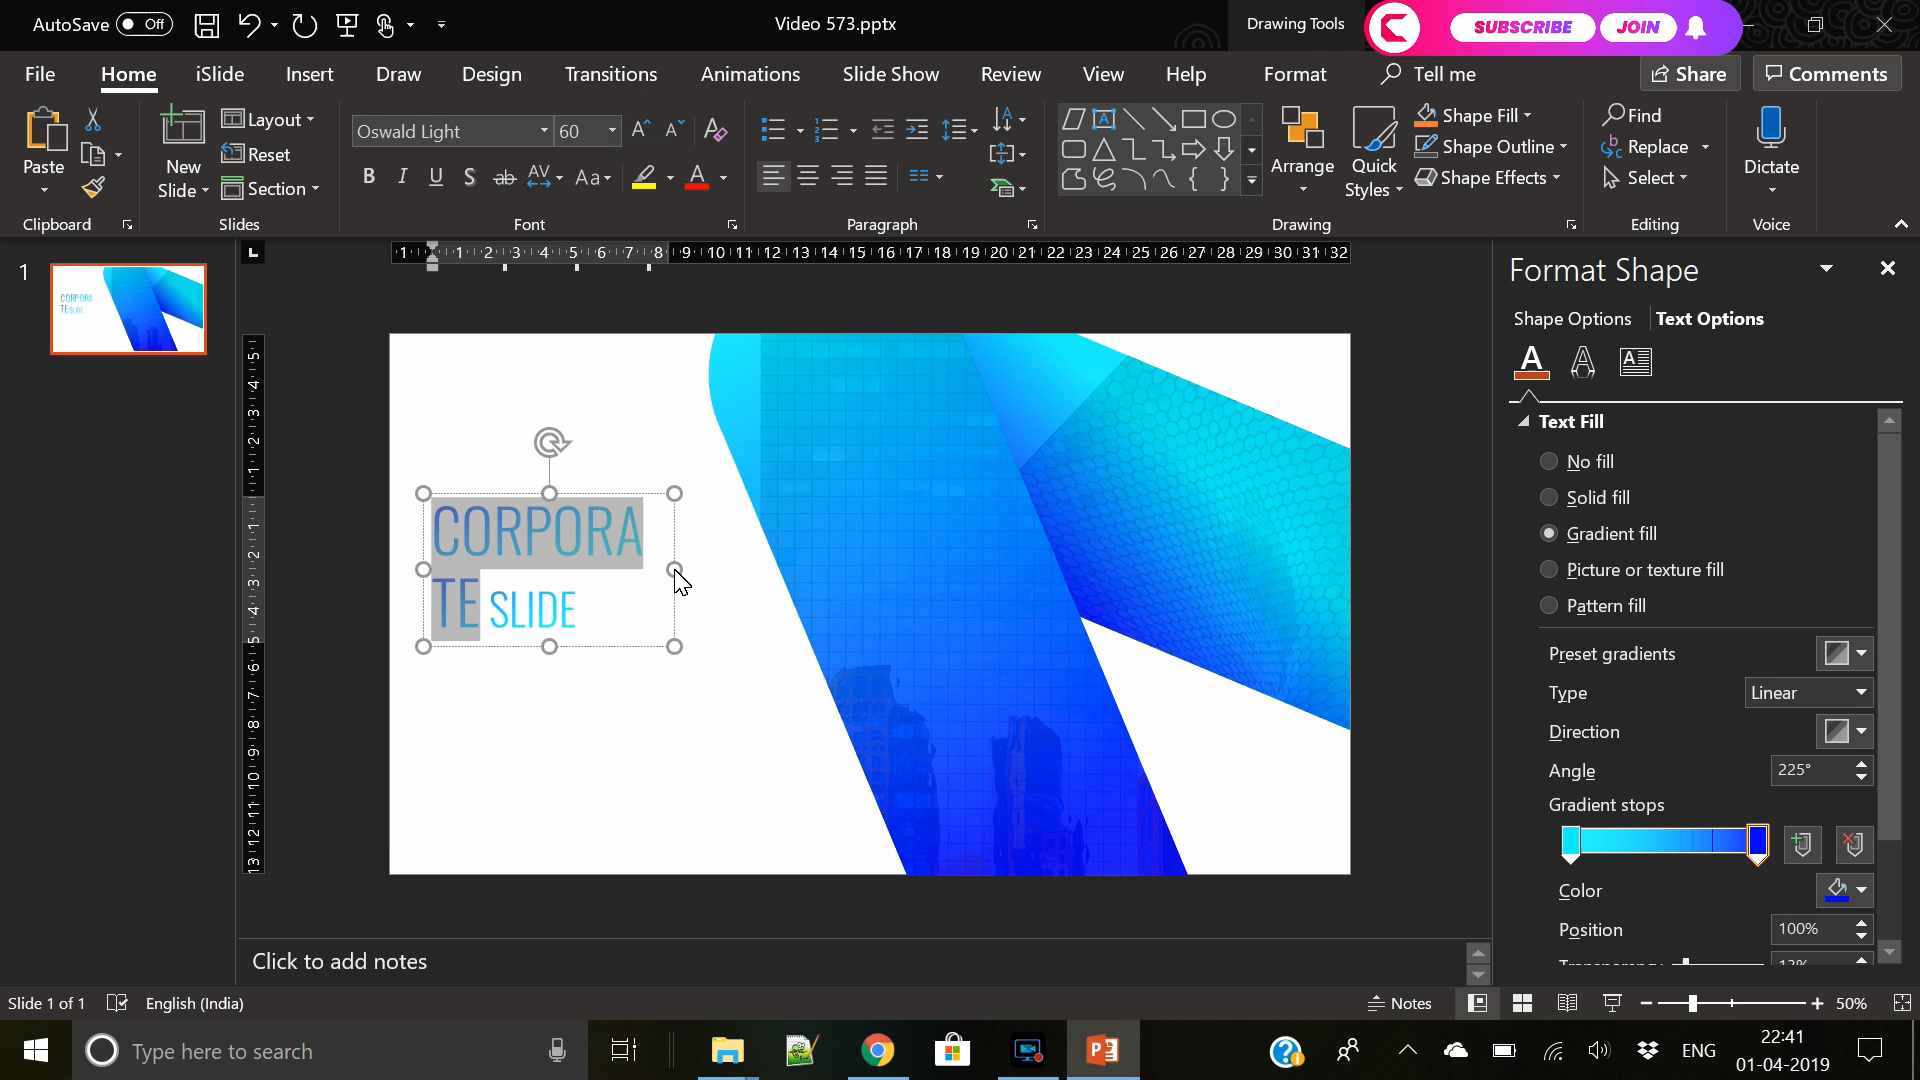 AutoSave Off
Video 573.pptx
Drawing Tools
SUBSCRIBE JOIN
File Home iSlide Insert Draw Design Transitions Animations Slide Show Review View Help Format Tell me Share Comments
Paste
New Slide
Layout
Reset
Section
Oswald Light 60
Arrange
Quick Styles
Shape Fill
Shape Outline
Shape Effects
Find
Replace
Select
Dictate
Clipboard Slides Font Paragraph Drawing Editing Voice
1
CORPORA
TE SLIDE
CORPORA
TE SLIDE
Format Shape
Shape Options Text Options
Text Fill
No fill
Solid fill
Gradient fill
Picture or texture fill
Pattern fill
Preset gradients
Type Linear
Direction
Angle 225°
Gradient stops
Color
Position 100%
Click to add notes
Slide 1 of 1 English (India) Notes 50%
Type here to search
ENG
22:41
01-04-2019